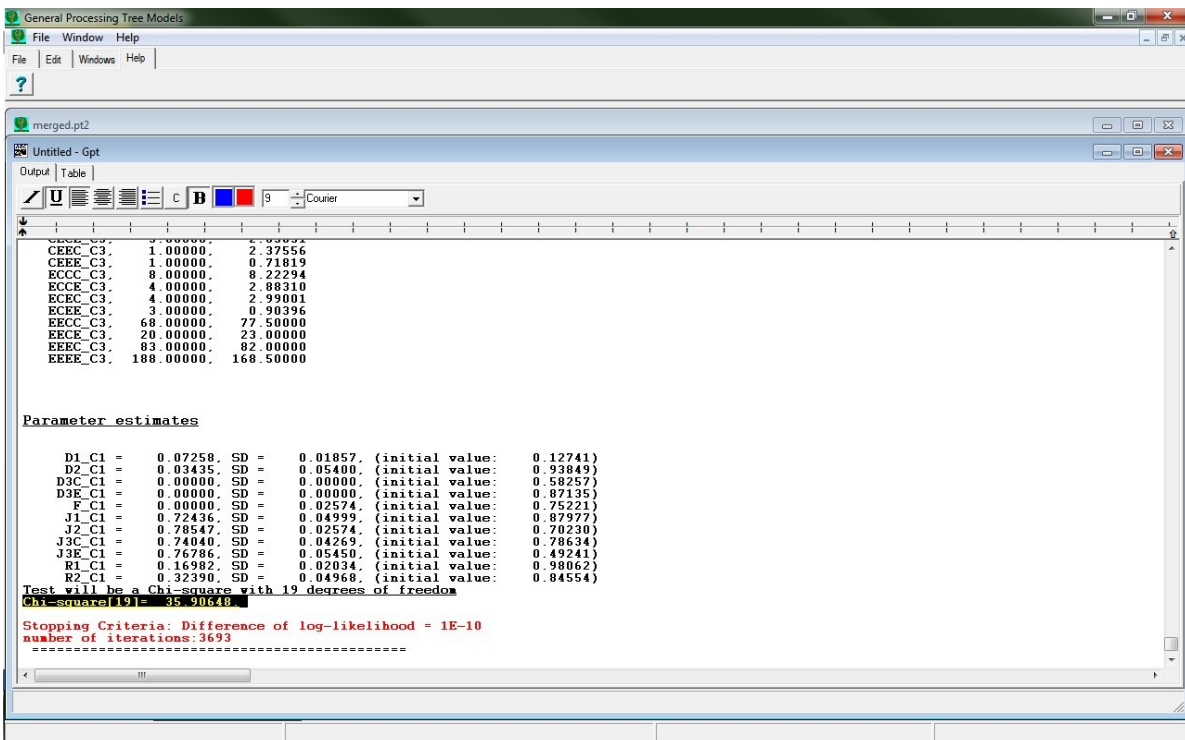 General Processing Tree Models
File Window Help
File Edit Windows Help
?
merged.pt2
Untitled - Gpt
Output Table
U C B 9 Courier
CEEC_C3, 1.00000, 2.37556
CEEE_C3, 1.00000, 0.71819
ECCC_C3, 8.00000, 8.22294
ECCE_C3, 4.00000, 2.88310
ECEC_C3, 4.00000, 2.99001
ECEE_C3, 3.00000, 0.90396
EECC_C3, 68.00000, 77.50000
EECE_C3, 20.00000, 23.00000
EEEC_C3, 83.00000, 82.00000
EEEE_C3, 188.00000, 168.50000
Parameter estimates
D1_C1 = 0.07258, SD = 0.01857, (initial value: 0.12741)
D2_C1 = 0.03435, SD = 0.05400, (initial value: 0.93849)
D3C_C1 = 0.00000, SD = 0.00000, (initial value: 0.58257)
D3E_C1 = 0.00000, SD = 0.00000, (initial value: 0.87135)
F_C1 = 0.00000, SD = 0.02574, (initial value: 0.75221)
J1_C1 = 0.72436, SD = 0.04999, (initial value: 0.87977)
J2_C1 = 0.78547, SD = 0.02574, (initial value: 0.70230)
J3C_C1 = 0.74040, SD = 0.04269, (initial value: 0.78634)
J3E_C1 = 0.76786, SD = 0.05450, (initial value: 0.49241)
R1_C1 = 0.16982, SD = 0.02034, (initial value: 0.98062)
R2_C1 = 0.32390, SD = 0.04968, (initial value: 0.84554)
Test will be a Chi-square with 19 degrees of freedom
Chi-square[19]= 35.90648.
Stopping Criteria: Difference of log-likelihood = 1E-10
number of iterations:3693
=============================================